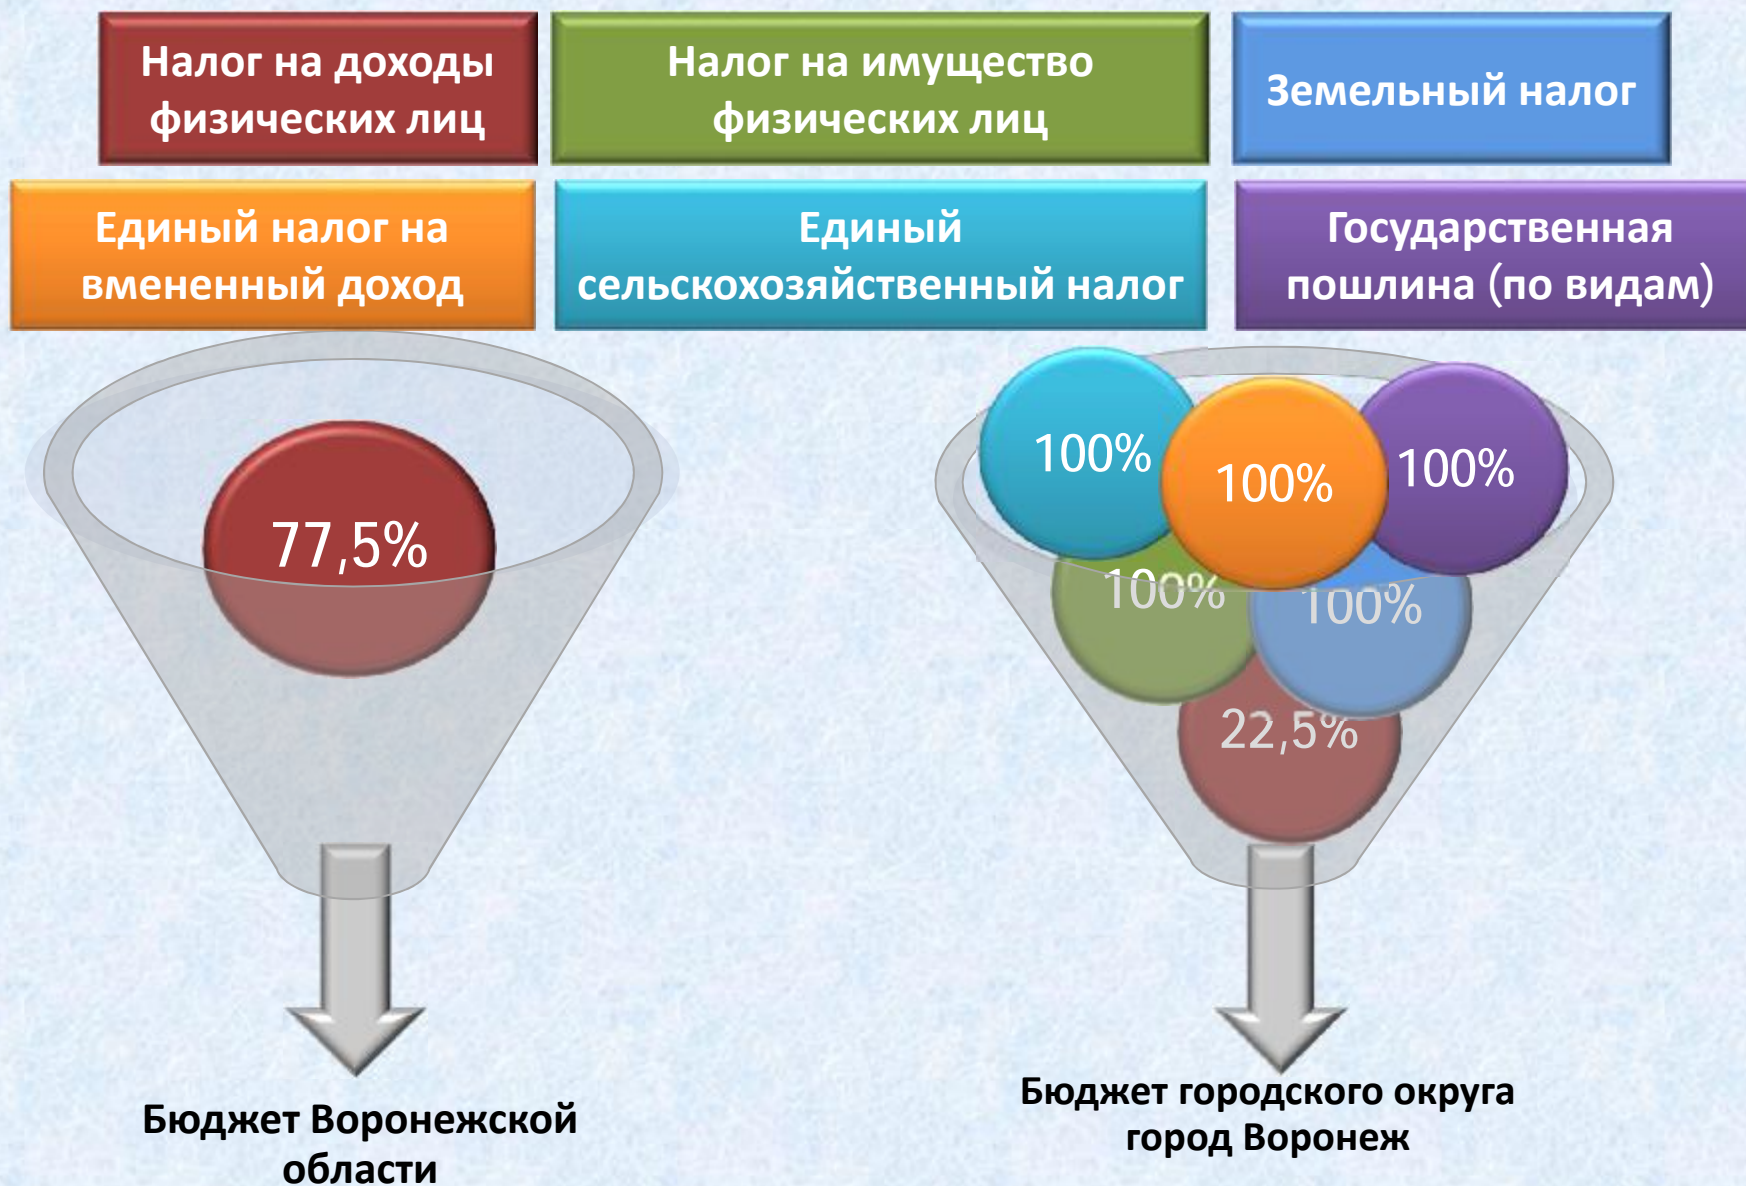 Налог на доходы
физических лиц
Налог на имущество
физических лиц
Земельный налог
Единый налог на
вмененный доход
Единый
сельскохозяйственный налог
Государственная
пошлина (по видам)
77,5%
100%
100%
100%
100%
100%
22,5%
Бюджет Воронежской
области
Бюджет городского округа
город Воронеж